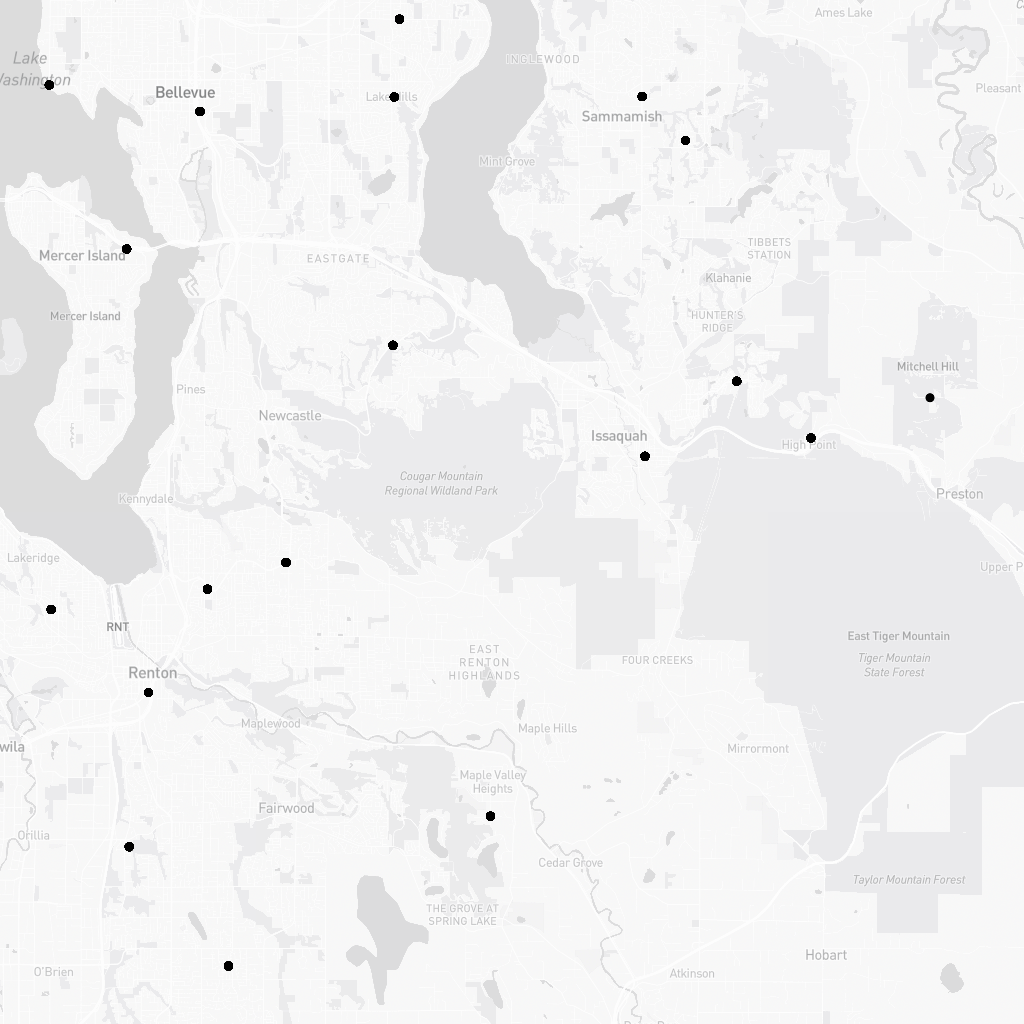 Ames Lake
Lake
Washington
INGLEWOOD
Bellevue
Lake Hills
Sammamish
Pleasant
Mint Grove
TIBBETS
STATION
Mercer Island
EASTGATE
Klahanie
Mercer Island
HUNTER'S
RIDGE
Mitchell Hill
Pines
Newcastle
Issaquah
High Point
Cougar Mountain
Regional Wildland Park
Kennydale
Preston
Lakeridge
Upper P
RNT
East Tiger Mountain
EAST
RENTON
HIGHLANDS
FOUR CREEKS
Tiger Mountain
State Forest
Renton
Maplewood
Maple Hills
wila
Mirrormont
Maple Valley
Heights
Fairwood
Orillia
Cedar Grove
Taylor Mountain Forest
THE GROVE AT
SPRING LAKE
Hobart
O'Brien
Atkinson